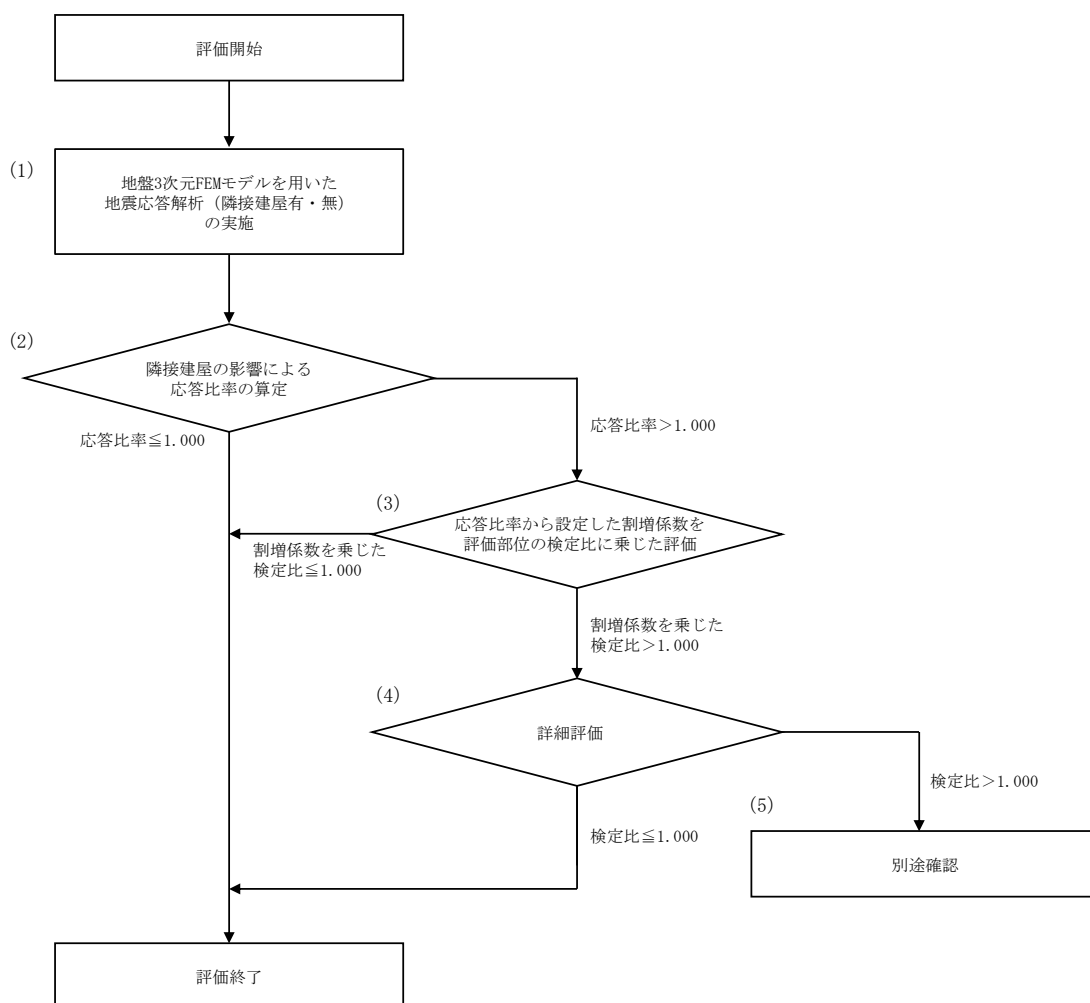 評価開始
(1)
地盤3次元FEMモデルを用いた
地震応答解析（隣接建屋有・無）
の実施
(2)
隣接建屋の影響による
応答比率の算定
応答比率≦1.000
応答比率＞1.000
(3)
応答比率から設定した割増係数を
評価部位の検定比に乗じた評価
割増係数を乗じた
検定比≦1.000
割増係数を乗じた
検定比＞1.000
(4)
詳細評価
検定比＞1.000
検定比≦1.000
(5)
別途確認
評価終了